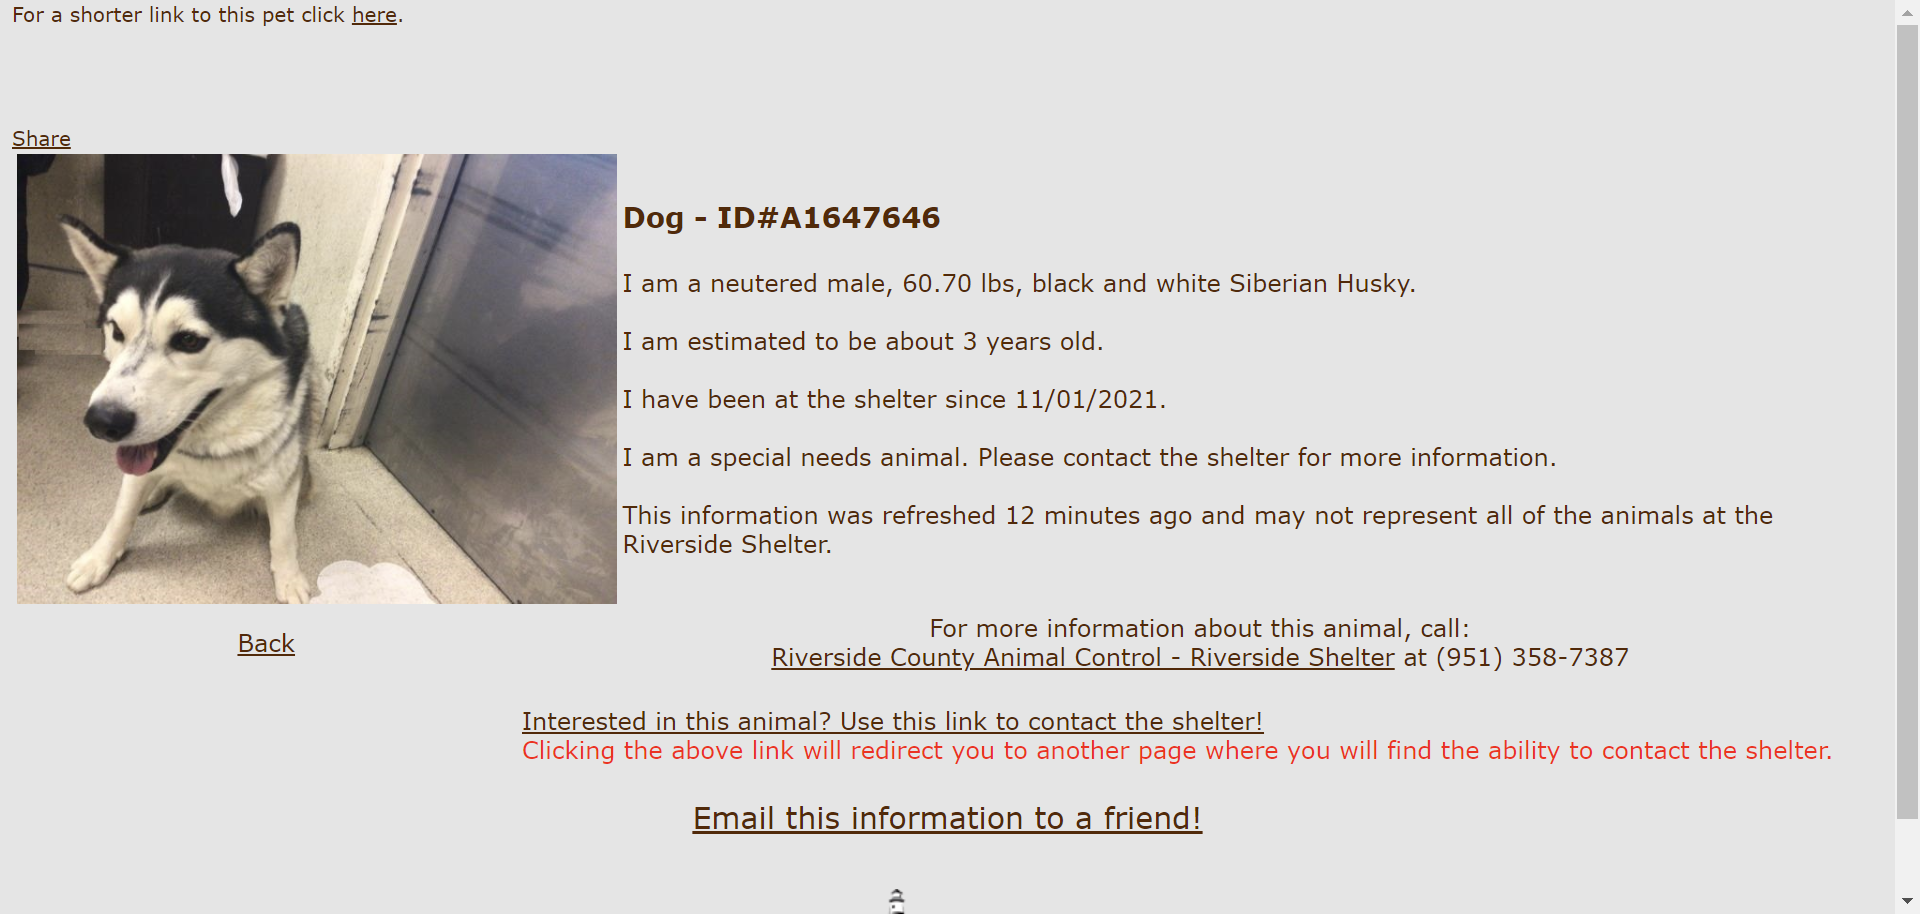 For a shorter link to this pet click here.
Share
Dog - ID#A1647646
I am a neutered male, 60.70 lbs, black and white Siberian Husky.
I am estimated to be about 3 years old.
I have been at the shelter since 11/01/2021.
I am a special needs animal. Please contact the shelter for more information.
This information was refreshed 12 minutes ago and may not represent all of the animals at the
Riverside Shelter.
Back
For more information about this animal, call:
Riverside County Animal Control - Riverside Shelter at (951) 358-7387
Interested in this animal? Use this link to contact the shelter!
Clicking the above link will redirect you to another page where you will find the ability to contact the shelter.
Email this information to a friend!